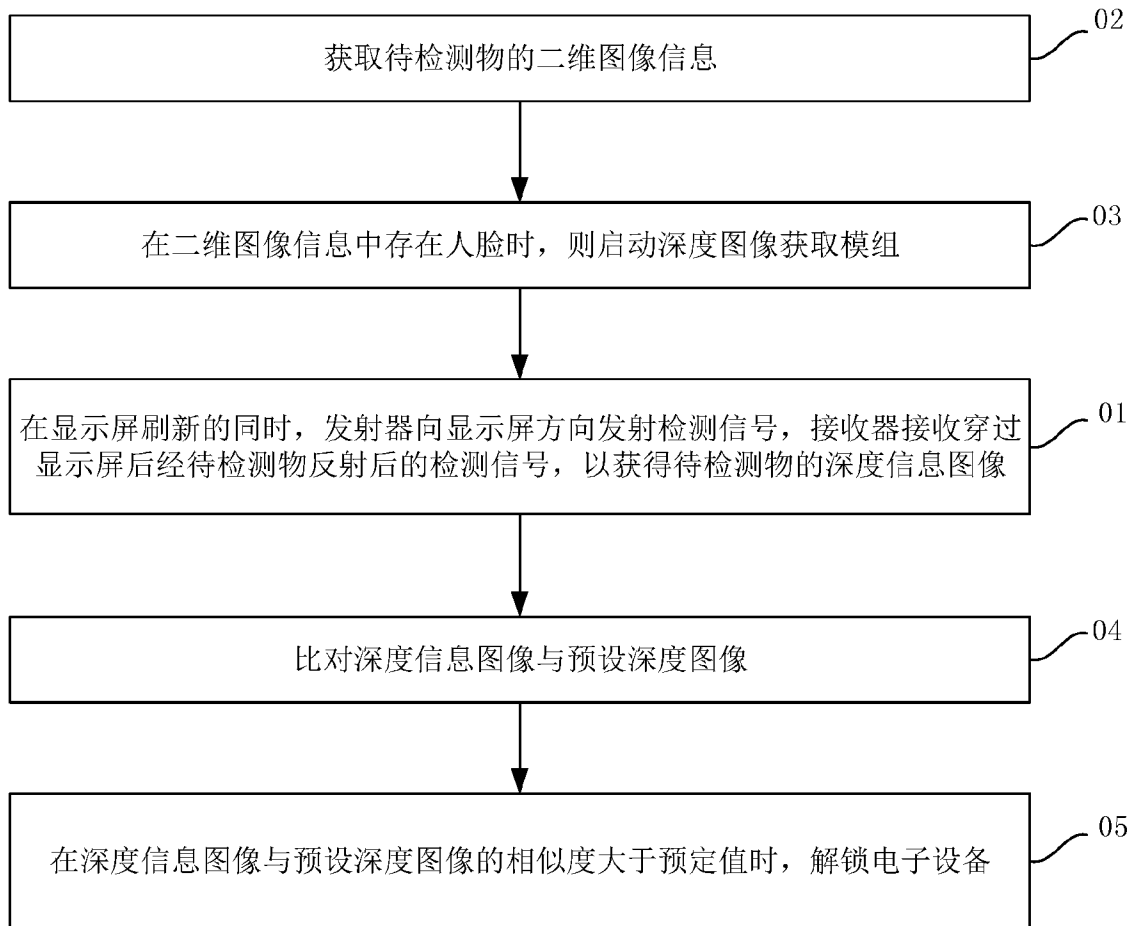 02
获取待检测物的二维图像信息
03
在二维图像信息中存在人脸时，则启动深度图像获取模组
01
在显示屏刷新的同时，发射器向显示屏方向发射检测信号，接收器接收穿过
显示屏后经待检测物反射后的检测信号，以获得待检测物的深度信息图像
04
比对深度信息图像与预设深度图像
05
在深度信息图像与预设深度图像的相似度大于预定值时，解锁电子设备